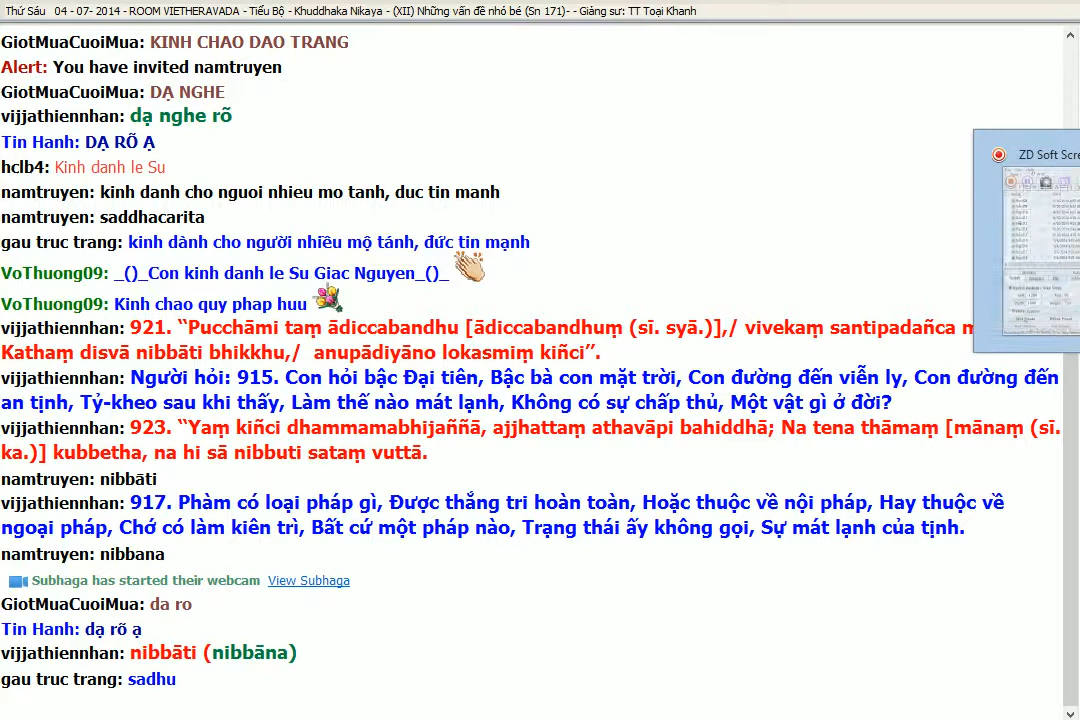 Thứ Sáu 04 - 07- 2014 - ROOM VIETHERAVADA - Tiểu Bộ - Khuddhaka Nikaya - (XII) Những vấn đề nhỏ bé (Sn 171)- - Giảng sư: TT Toại Khanh
GiotMuaCuoiMua: KINH CHAO DAO TRANG
Alert: You have invited namtruyen
GiotMuaCuoiMua: DẠ NGHE
vijjathiennhan: dạ nghe rõ
Tin Hanh: DẠ RÕ Ạ
hclb4: Kinh danh le Su
namtruyen: kinh danh cho nguoi nhieu mo tanh, duc tin manh
namtruyen: saddhacarita
gau truc trang: kinh dành cho người nhiều mộ tánh, đức tin mạnh
VoThuong09: _()_Con kinh danh le Su Giac Nguyen_()_
VoThuong09: Kinh chao quy phap huu
vijjathiennhan: 921. “Pucchāmi taṃ ādiccabandhu [ādiccabandhuṃ (sī. syā.)],/ vivekaṃ santipadañca
Kathaṃ disvā nibbāti bhikkhu,/ anupādiyāno lokasmiṃ kiñci”.
vijjathiennhan: Người hỏi: 915. Con hỏi bậc Đại tiên, Bậc bà con mặt trời, Con đường đến viễn ly, Con đường đến
an tịnh, Tỷ-kheo sau khi thấy, Làm thế nào mát lạnh, Không có sự chấp thủ, Một vật gì ở đời?
vijjathiennhan: 923. “Yaṃ kiñci dhammamabhijaññā, ajjhattaṃ athavāpi bahiddhā; Na tena thāmaṃ [mānaṃ (sī.
ka.)] kubbetha, na hi sā nibbuti sataṃ vuttā.
namtruyen: nibbāti
vijjathiennhan: 917. Phàm có loại pháp gì, Được thắng tri hoàn toàn, Hoặc thuộc về nội pháp, Hay thuộc về
ngoại pháp, Chớ có làm kiên trì, Bất cứ một pháp nào, Trạng thái ấy không gọi, Sự mát lạnh của tịnh.
namtruyen: nibbana
Subhaga has started their webcam View Subhaga
GiotMuaCuoiMua: da ro
Tin Hanh: dạ rõ ạ
vijjathiennhan: nibbāti (nibbāna)
gau truc trang: sadhu
ZD Soft Scre